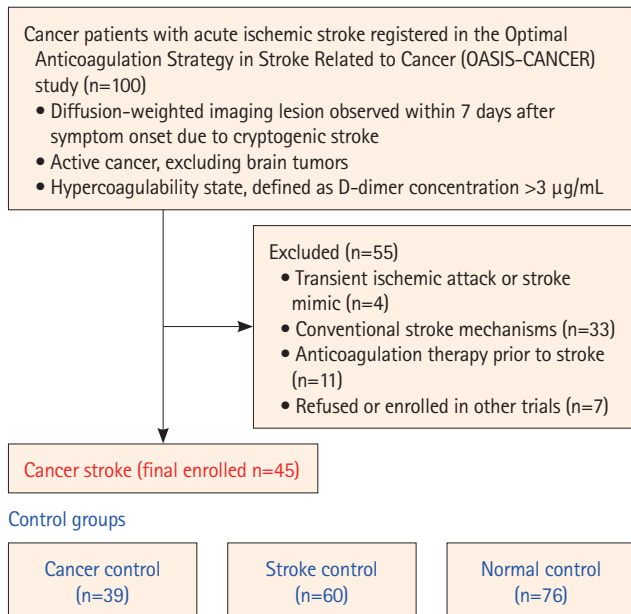 Cancer patients with acute ischemic stroke registered in the Optimal
Anticoagulation Strategy in Stroke Related to Cancer (OASIS-CANCER)
study (n=100)
• Diffusion-weighted imaging lesion observed within 7 days after
symptom onset due to cryptogenic stroke
• Active cancer, excluding brain tumors
• Hypercoagulability state, defined as D-dimer concentration >3 μg/mL
Excluded (n=55)
• Transient ischemic attack or stroke
mimic (n=4)
• Conventional stroke mechanisms (n=33)
• Anticoagulation therapy prior to stroke
(n=11)
• Refused or enrolled in other trials (n=7)
Cancer stroke (final enrolled n=45)
Control groups
Cancer control
(n=39)
Stroke control
(n=60)
Normal control
(n=76)